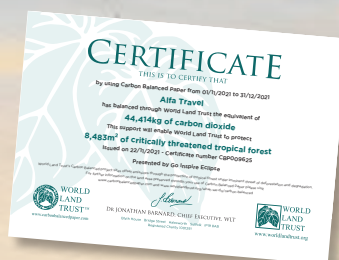 CERTIFICATE
THIS IS TO CERTIFY THAT
by using Carbon Balanced Paper from 01/11/2021 to 31/12/2021
Alfa Travel
has balanced through World Land Trust the equivalent of
44,414kg of carbon dioxide
This support will enable World Land Trust to protect
8,483m² of critically threatened tropical forest
Issued on 22/11/2021 - Certificate number CBP009625
Presented by Go Inspire Eclipse
WORLD
LAND
TRUST™
www.carbonbalancedpaper.com
DR JONATHAN BARNARD, CHIEF EXECUTIVE, WLT
WORLD
LAND
TRUST
www.worldlandtrust.org